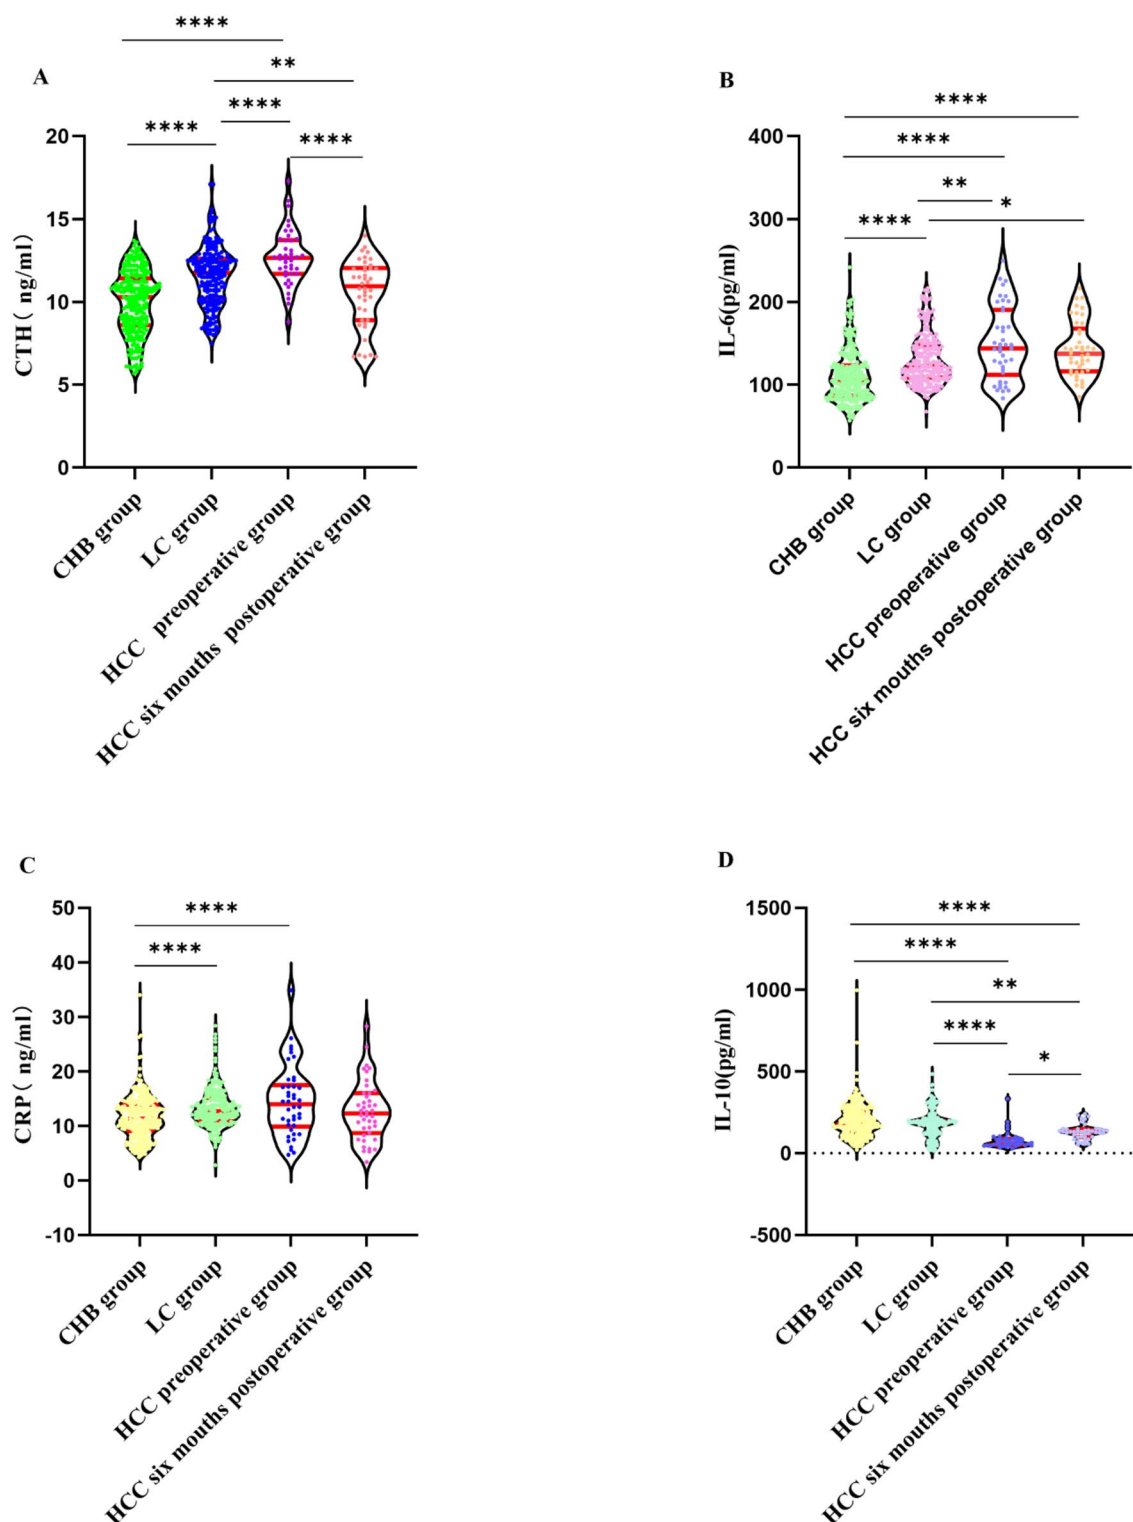 A
****
**
****
****
****
CTH( ng/ml)
20
15
10
5
0
CHB group
LC group
HCC preoperative group
HCC six mouths postoperative group
B
****
****
**
*
****
IL-6(pg/ml)
400
300
200
100
0
CHB group
LC group
HCC preoperative group
HCC six mouths postoperative group
C
****
****
CRP( ng/ml)
50
40
30
20
10
0
-10
CHB group
LC group
HCC preoperative group
HCC six mouths postoperative group
D
****
****
**
****
*
IL-10(pg/ml)
1500
1000
500
0
-500
CHB group
LC group
HCC preoperative group
HCC six mouths postoperative group